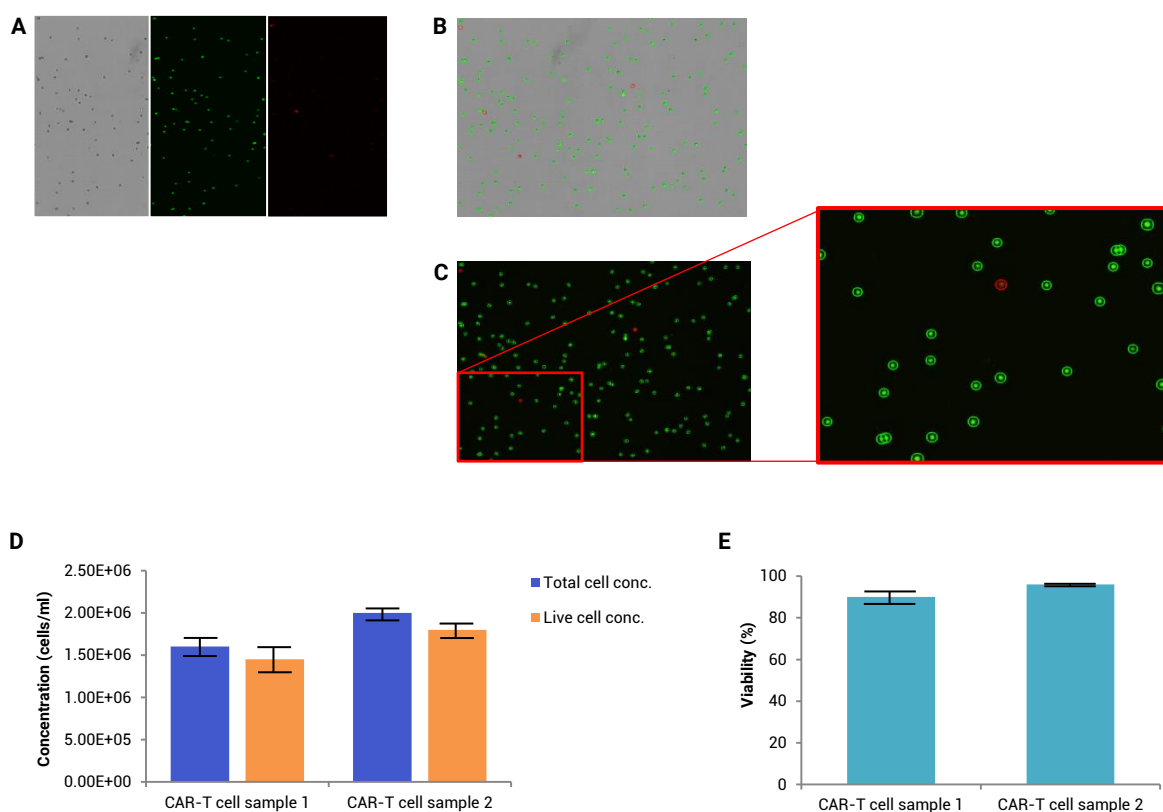 A
B
C
D
Concentration (cells/ml)
2.50E+06
2.00E+06
1.50E+06
1.00E+06
5.00E+05
0.00E+00
CAR-T cell sample 1
CAR-T cell sample 2
Total cell conc.
Live cell conc.
E
Viability (%)
100
80
60
40
20
0
CAR-T cell sample 1
CAR-T cell sample 2